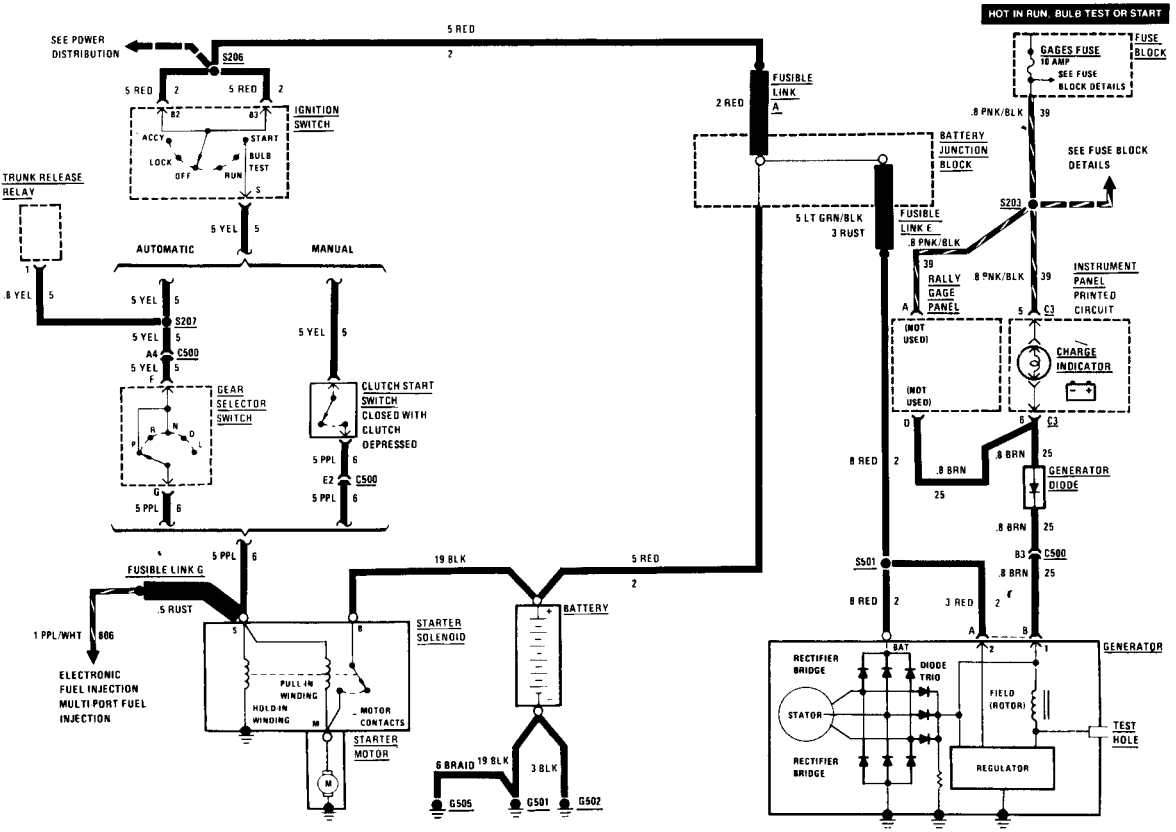 HOT IN RUN, BULB TEST OR START
5 RED
2
SEE POWER
DISTRIBUTION
S206
5 RED
2
5 RED
2
B2
B3
IGNITION
SWITCH
ACCY
LOCK
OFF
RUN
BULB
TEST
START
S
FUSIBLE
LINK
A
2 RED
GAGES FUSE
10 AMP
SEE FUSE
BLOCK DETAILS
FUSE
BLOCK
.8 PNK/BLK
39
BATTERY
JUNCTION
BLOCK
SEE FUSE BLOCK
DETAILS
S203
TRUNK RELEASE
RELAY
1
.8 YEL
5
5 YEL
5
AUTOMATIC
MANUAL
5 LT GRN/BLK
3 RUST
FUSIBLE
LINK E
.8 PNK/BLK
39
.8 PNK/BLK
39
RALLY
GAGE
PANEL
A
INSTRUMENT
PANEL
PRINTED
CIRCUIT
5
C3
5 YEL
5
S207
5 YEL
5
A4
C500
5 YEL
5
F
5 YEL
5
(NOT
USED)
(NOT
USED)
D
CHARGE
INDICATOR
- +
6
C3
GEAR
SELECTOR
SWITCH
P
R
N
D
L
G
CLUTCH START
SWITCH
CLOSED WITH
CLUTCH
DEPRESSED
5 PPL
6
E2
C500
5 PPL
6
5 PPL
6
8 RED
2
.8 BRN
25
.8 BRN
25
GENERATOR
DIODE
.8 BRN
25
B3
C500
.8 BRN
25
5 PPL
6
FUSIBLE LINK G
.5 RUST
19 BLK
5 RED
2
S501
8 RED
2
3 RED
2
A
B
1 PPL/WHT
806
ELECTRONIC
FUEL INJECTION
MULTI-PORT FUEL
INJECTION
S
B
STARTER
SOLENOID
PULL-IN
WINDING
HOLD-IN
WINDING
MOTOR
CONTACTS
M
STARTER
MOTOR
M
BATTERY
+
-
6 BRAID
19 BLK
3 BLK
G505
G501
G502
BAT
2
1
GENERATOR
RECTIFIER
BRIDGE
DIODE
TRIO
STATOR
FIELD
(ROTOR)
TEST
HOLE
RECTIFIER
BRIDGE
REGULATOR